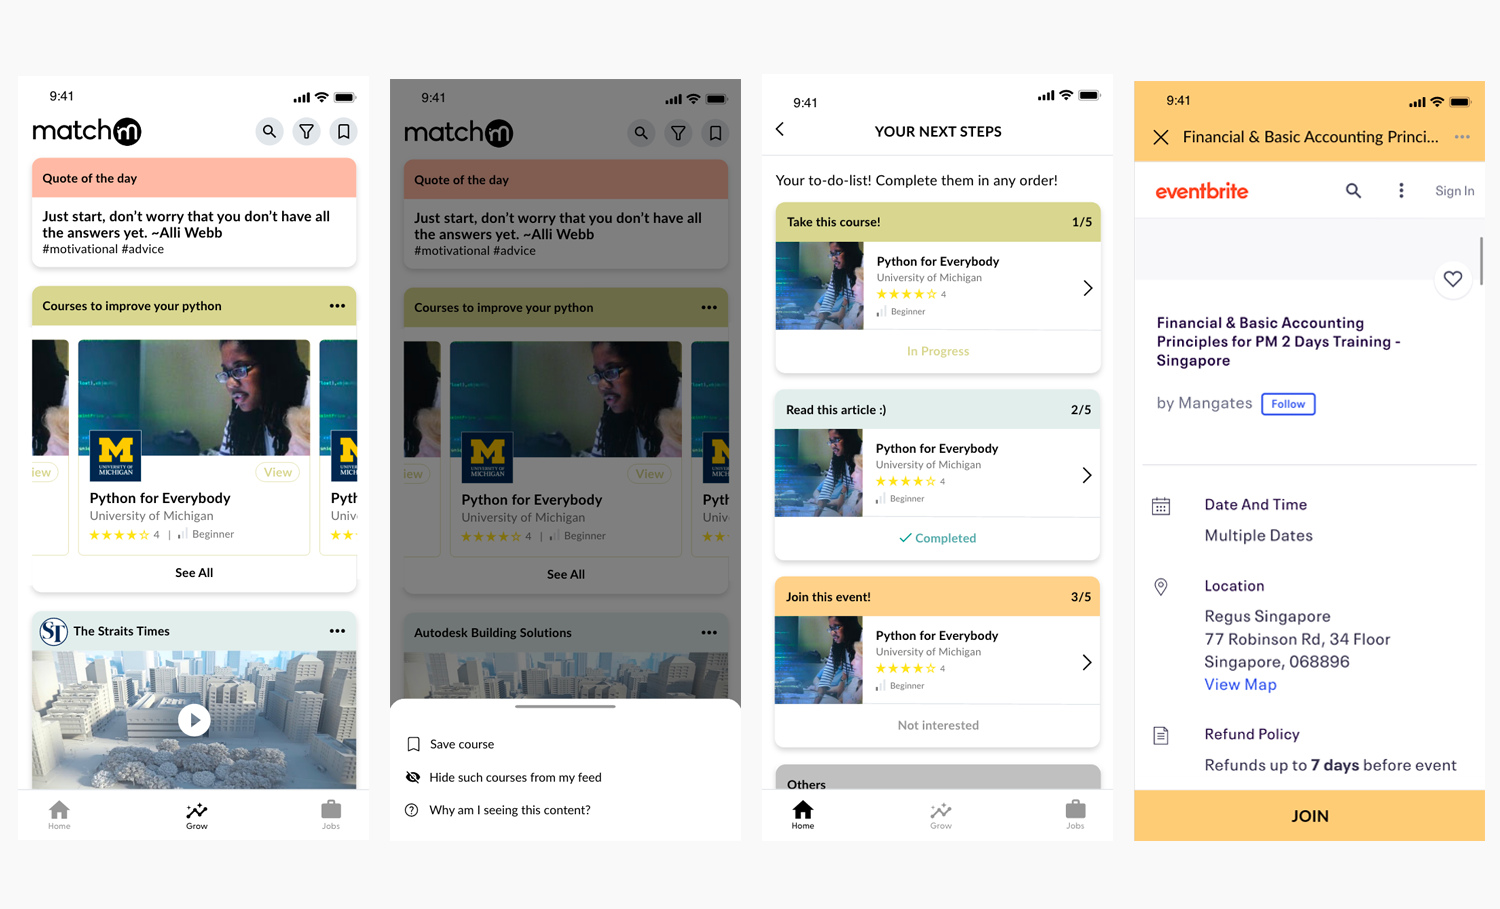 9:41
matchim
Quote of the day
Just start, don't worry that you don't have all
the answers yet. ~Alli Webb
#motivational #advice
Courses to improve your python
iew
View
M
UNIVERSITY OF
MICHIGAN
Python for Everybody
University of Michigan
4 | Beginner
Pyth
Univ
See All
ST
The Straits Times
Home
Grow
Jobs
9:41
matchim
Quote of the day
Just start, don't worry that you don't have all
the answers yet. ~Alli Webb
#motivational #advice
Courses to improve your python
iew
View
M
UNIVERSITY OF
MICHIGAN
Python for Everybody
University of Michigan
4 | Beginner
Pyth
Univ
See All
Autodesk Building Solutions
Save course
Hide such courses from my feed
Why am I seeing this content?
9:41
YOUR NEXT STEPS
Your to-do-list! Complete them in any order!
Take this course! 1/5
Python for Everybody
University of Michigan
4
Beginner
In Progress
Read this article :) 2/5
Python for Everybody
University of Michigan
4
Beginner
Completed
Join this event! 3/5
Python for Everybody
University of Michigan
4
Beginner
Not interested
Others
Home
Grow
Jobs
9:41
Financial & Basic Accounting Princi...
eventbrite
Sign In
Financial & Basic Accounting
Principles for PM 2 Days Training -
Singapore
by Mangates Follow
Date And Time
Multiple Dates
Location
Regus Singapore
77 Robinson Rd, 34 Floor
Singapore, 068896
View Map
Refund Policy
Refunds up to 7 days before event
JOIN